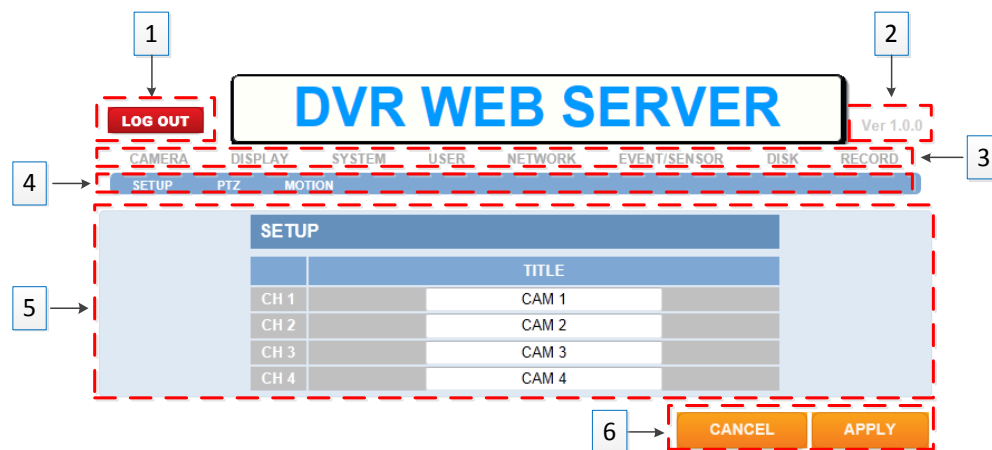 1
2
DVR WEB SERVER
LOG OUT
Ver 1.0.0
CAMERA DISPLAY SYSTEM USER NETWORK EVENT/SENSOR DISK RECORD
3
4
SETUP PTZ MOTION
SETUP
TITLE
5
CH 1 CAM 1
CH 2 CAM 2
CH 3 CAM 3
CH 4 CAM 4
6
CANCEL APPLY